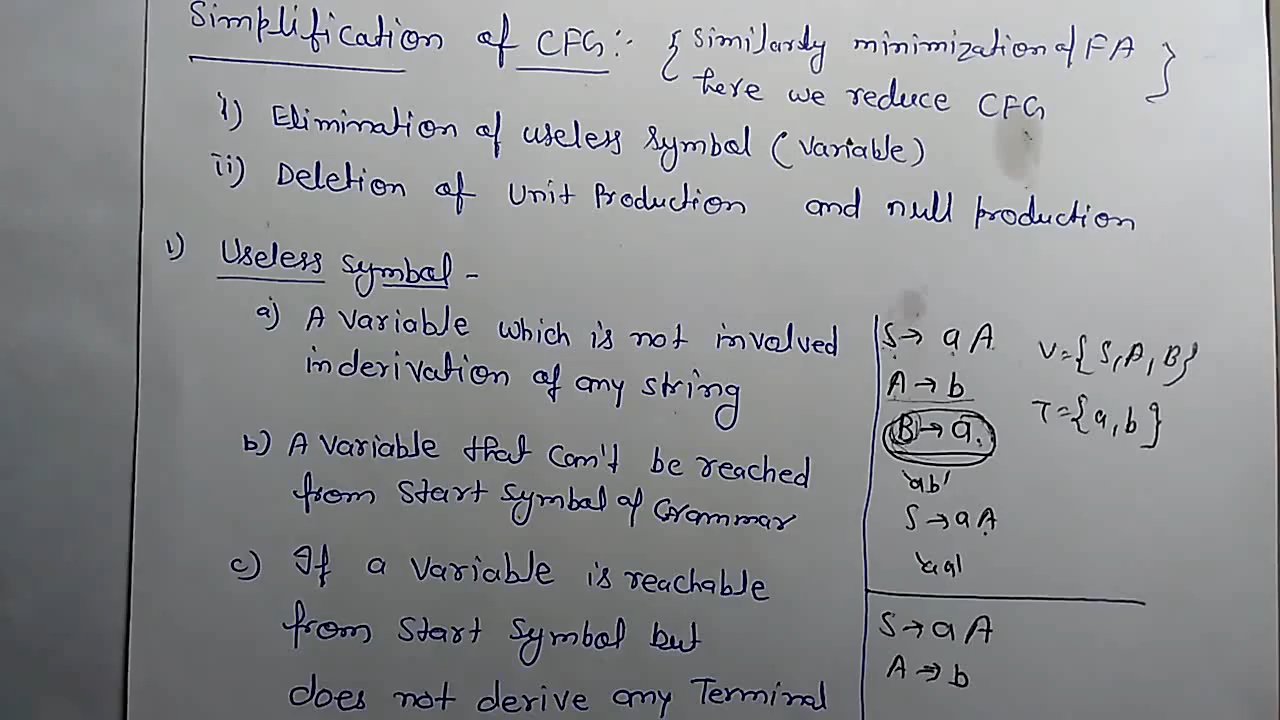 Simplification of CFG :- { Similarly minimization of FA
here we reduce CFG }
i) Elimination of useless symbol (variable)
ii) Deletion of Unit Production and null production
1) Useless symbol -
a) A variable which is not involved
in derivation of any string
b) A variable that can't be reached
from start symbol of Grammar
c) If a variable is reachable
from start symbol but
does not derive any Terminal
S → a A
A → b
B → a.
'ab'
S → a A
'aa'
S → a A
A → b
V = {S, A, B}
T = {a, b}